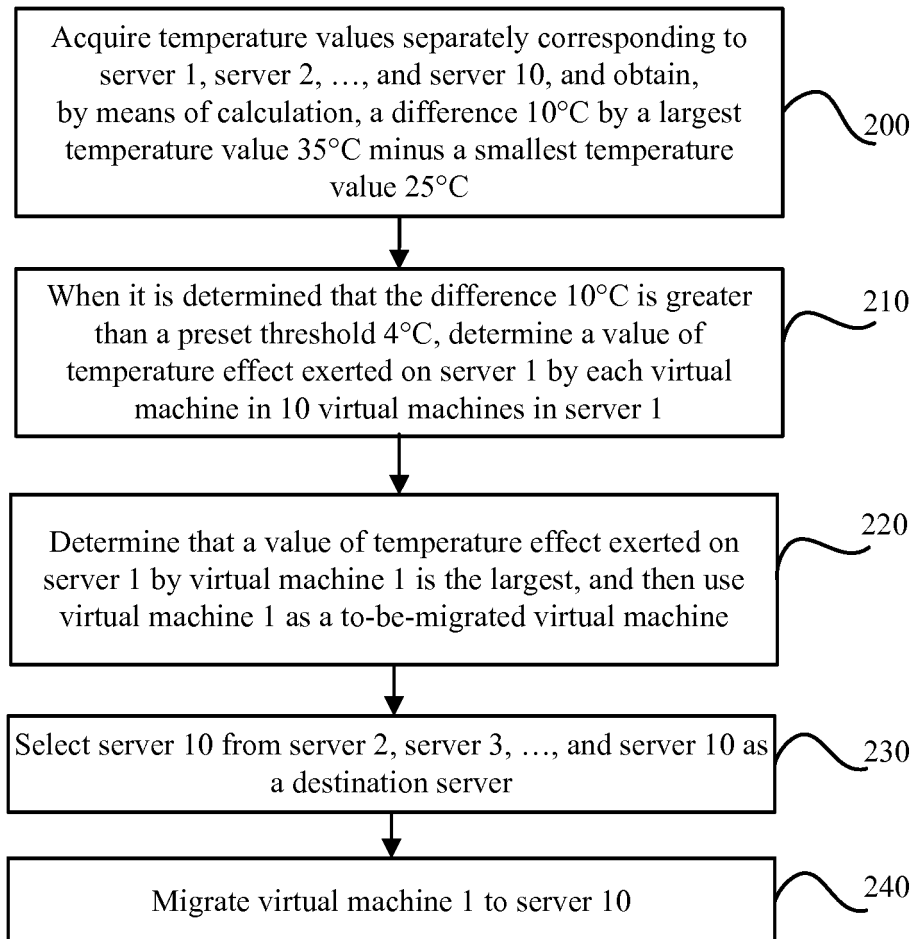 Acquire temperature values separately corresponding to
server 1, server 2, …, and server 10, and obtain,
by means of calculation, a difference 10°C by a largest
temperature value 35°C minus a smallest temperature
value 25°C
200
When it is determined that the difference 10°C is greater
than a preset threshold 4°C, determine a value of
temperature effect exerted on server 1 by each virtual
machine in 10 virtual machines in server 1
210
Determine that a value of temperature effect exerted on
server 1 by virtual machine 1 is the largest, and then use
virtual machine 1 as a to-be-migrated virtual machine
220
Select server 10 from server 2, server 3, …, and server 10 as
a destination server
230
Migrate virtual machine 1 to server 10
240